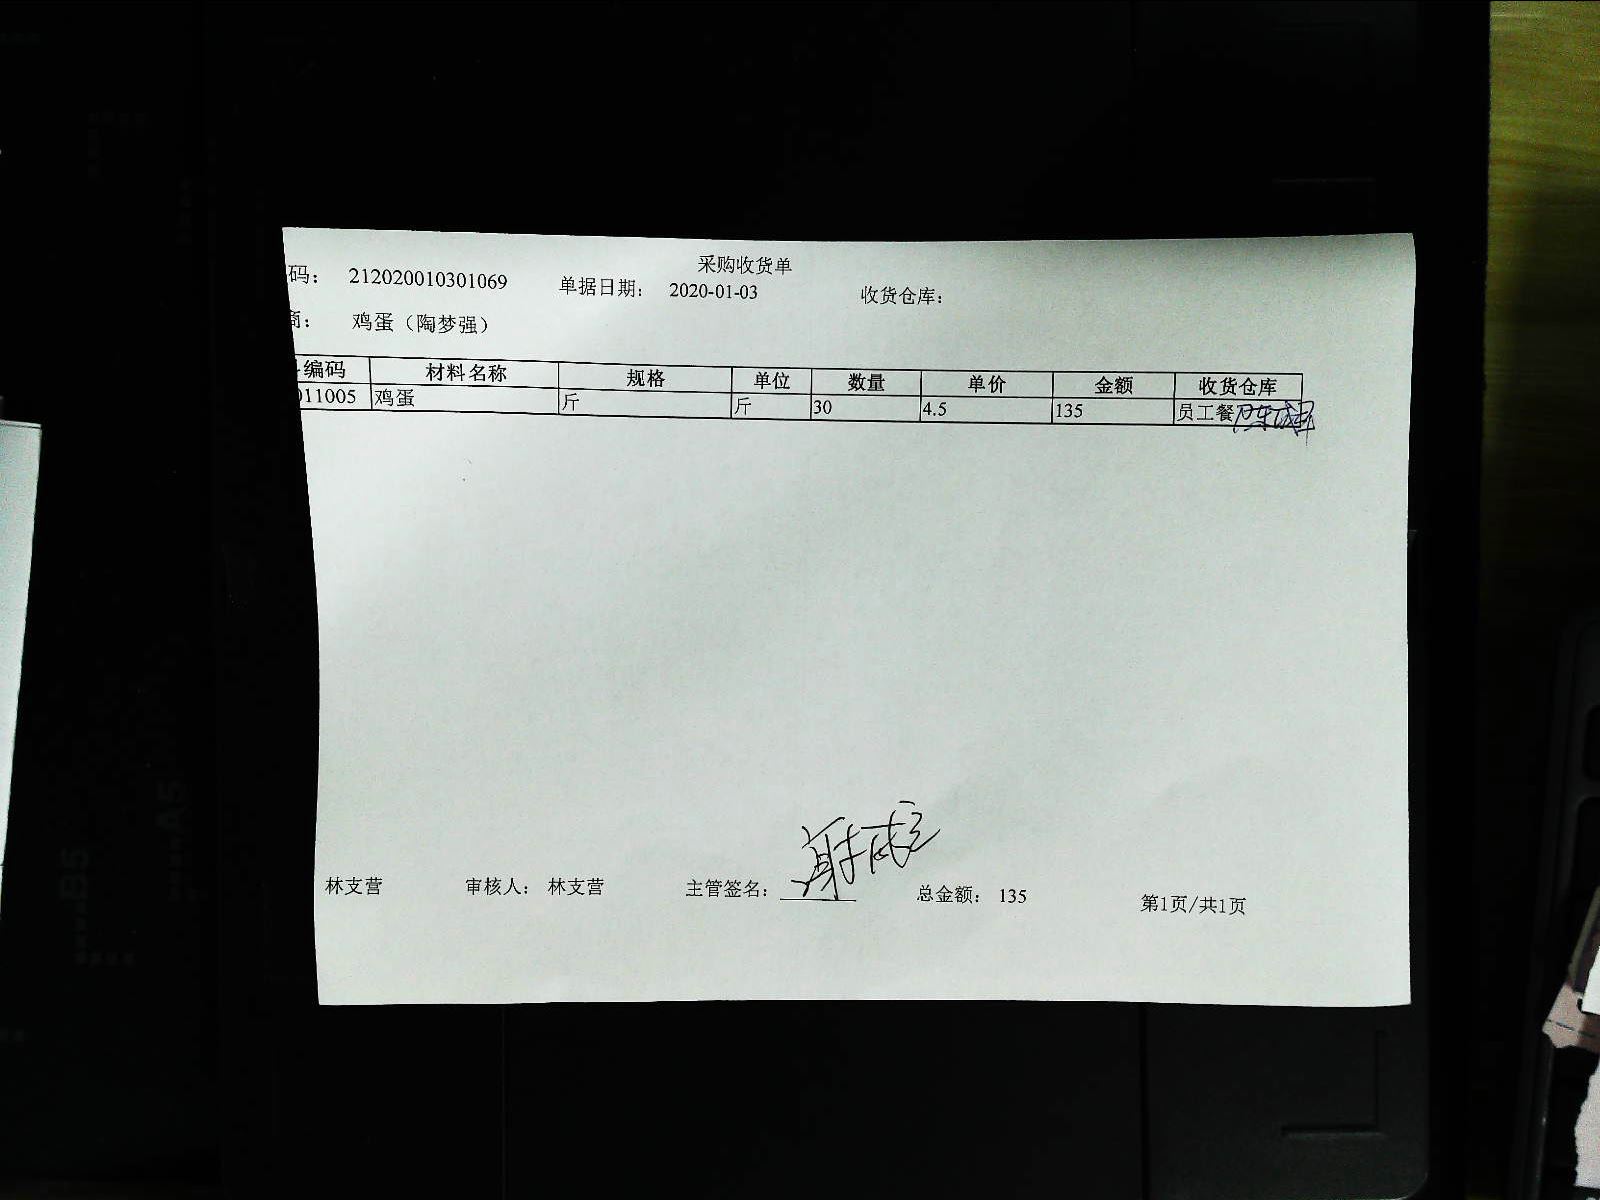 采购收货单
码： 212020010301069 单据日期： 2020-01-03 收货仓库：
商： 鸡蛋（陶梦强）
编码 材料名称 规格 单位 数量 单价 金额 收货仓库
011005 鸡蛋 斤 斤 30 4.5 135 员工餐
林支营 审核人： 林支营 主管签名： 总金额： 135 第1页/共1页
B5
A5